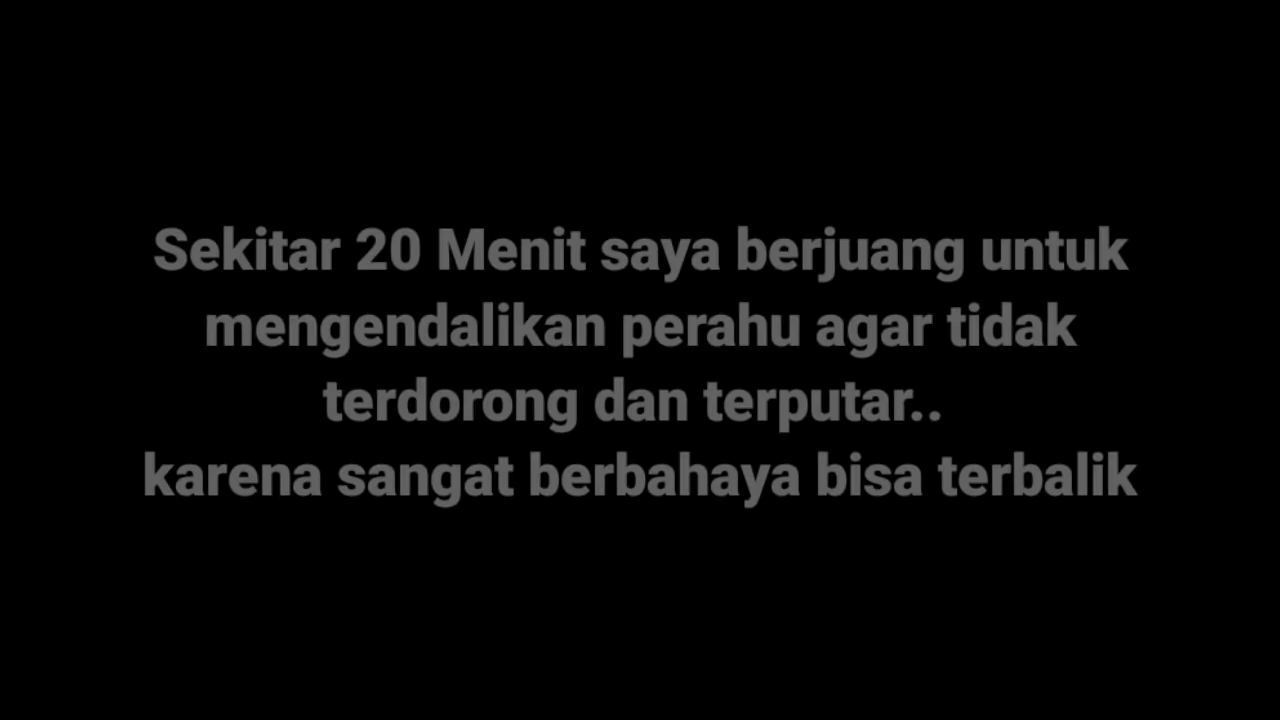 Sekitar 20 Menit saya berjuang untuk
mengendalikan perahu agar tidak
terdorong dan terputar..
karena sangat berbahaya bisa terbalik